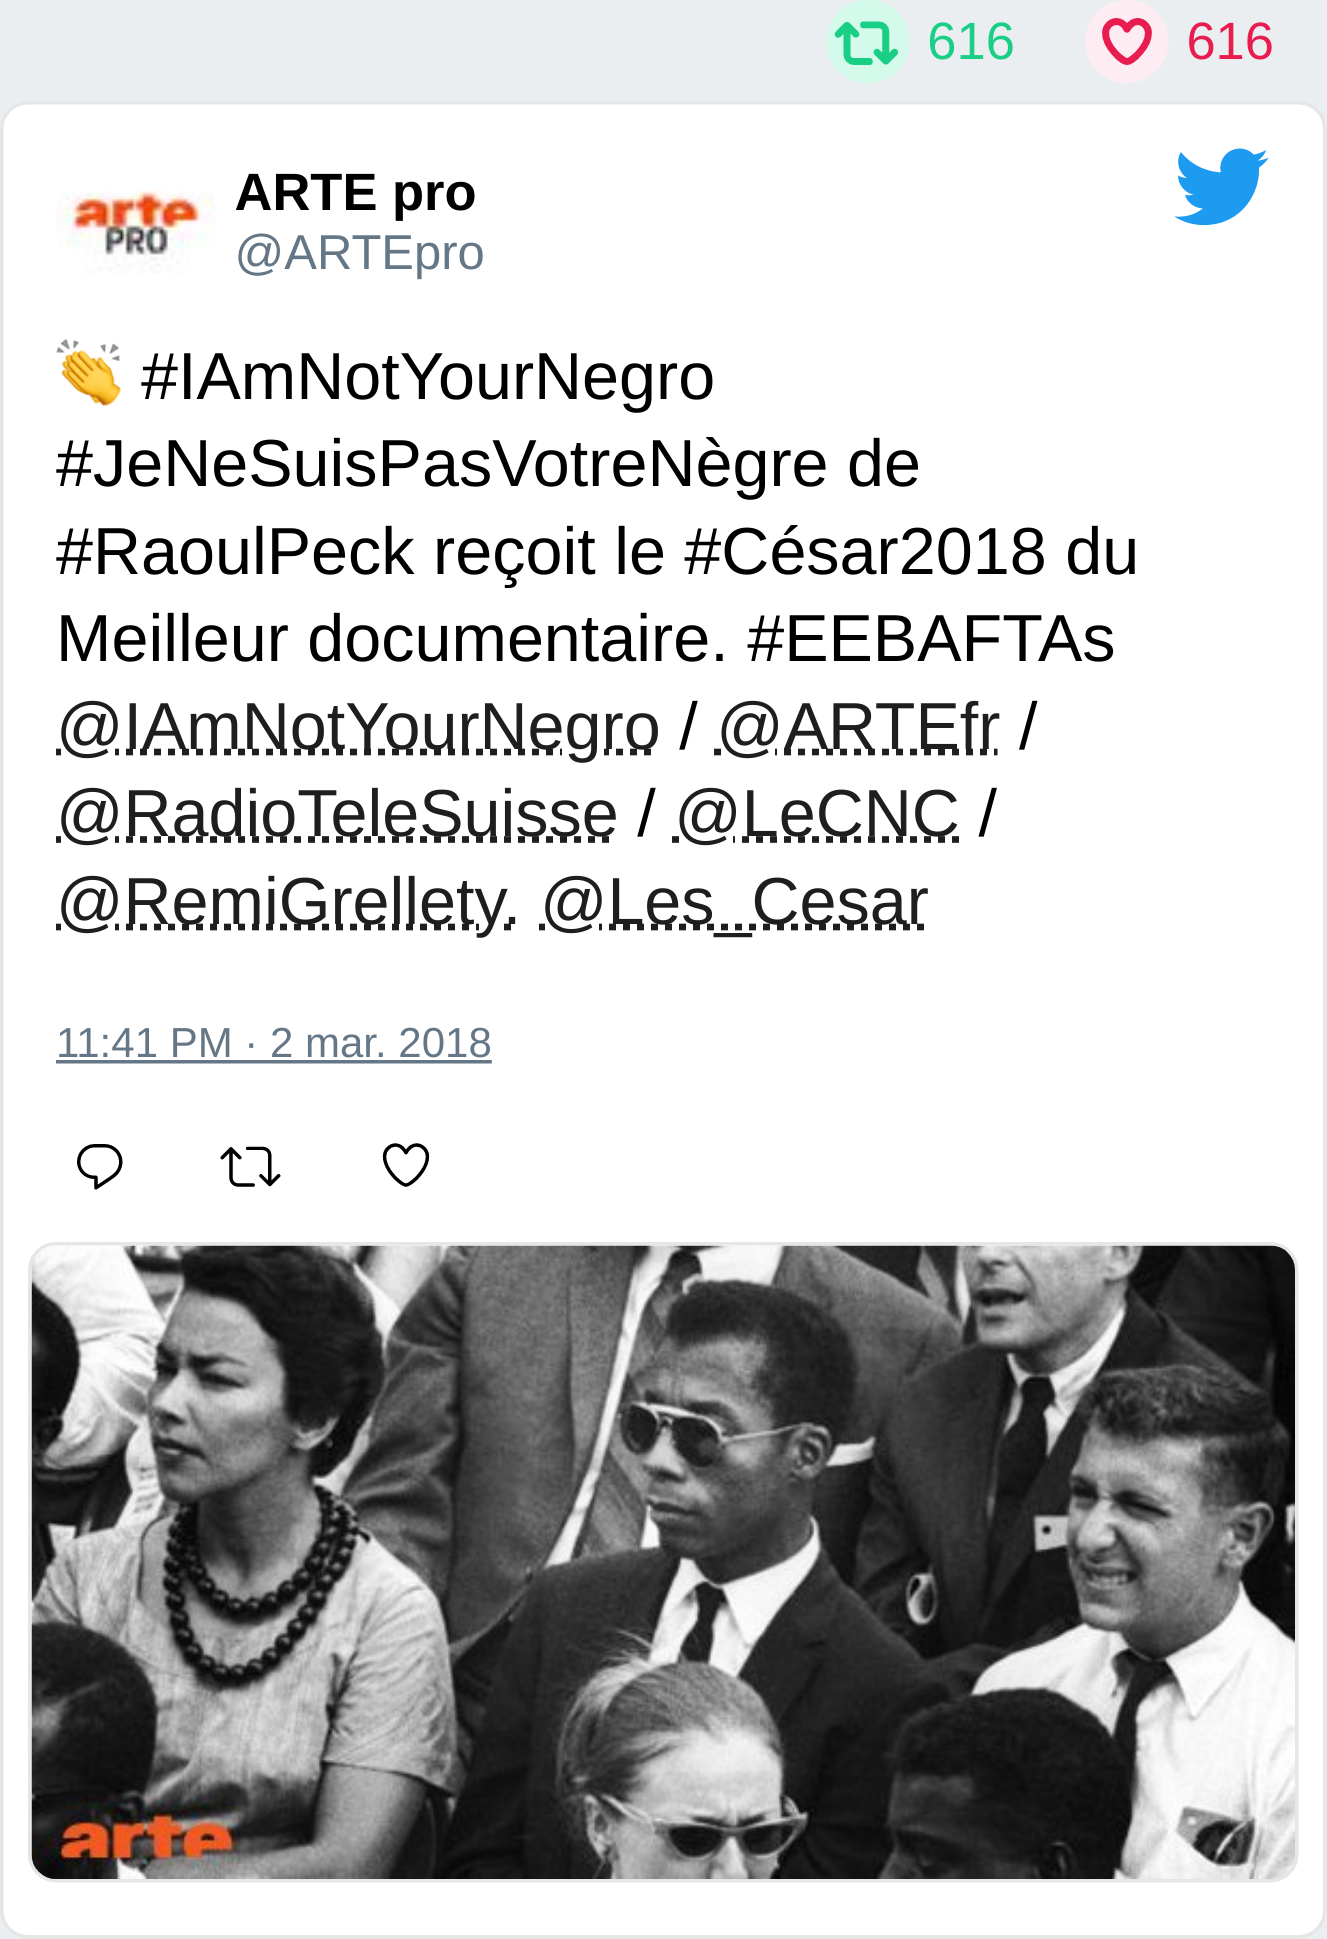 616 616
arte
PRO
ARTE pro
@ARTEpro
👏 #IAmNotYourNegro
#JeNeSuisPasVotreNègre de
#RaoulPeck reçoit le #César2018 du
Meilleur documentaire. #EEBAFTAs
@IAmNotYourNegro / @ARTEfr /
@RadioTeleSuisse / @LeCNC /
@RemiGrellety. @Les_Cesar
11:41 PM · 2 mar. 2018
arte